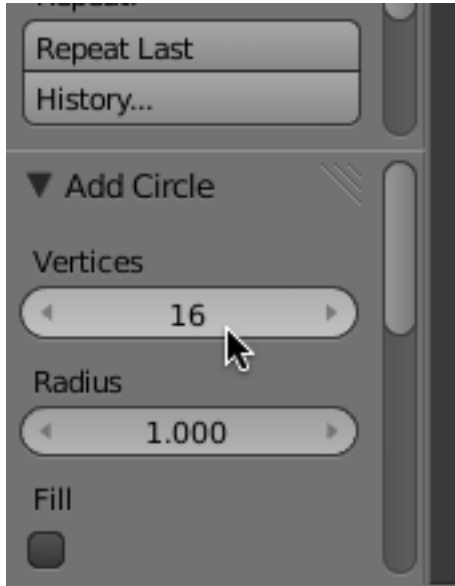 Repeat Last
History...
Add Circle
Vertices
16
Radius
1.000
Fill